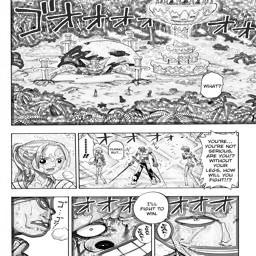 ゴオオオ
WHAT?
YOU'RE...
YOU'RE NOT
SERIOUS,
ARE YOU!?
WITHOUT
YOUR
LEGS,
HOW WILL
YOU
FIGHT!?
オオオ
オオオ
I'LL
FIGHT TO
WIN.